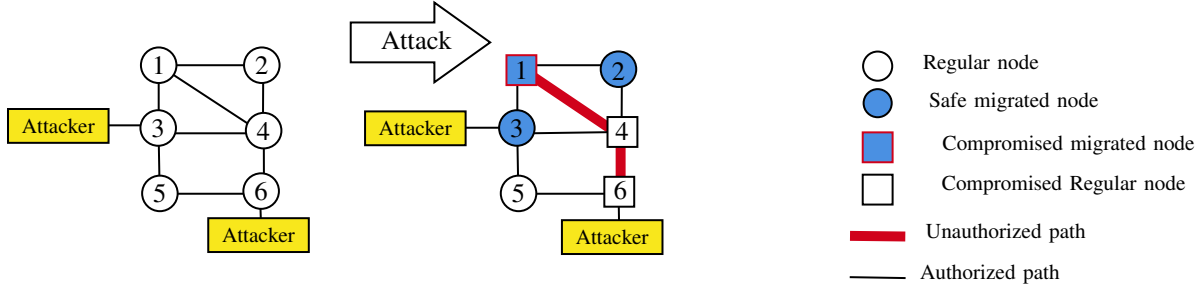 1
2
Attacker
3
4
5
6
Attacker
Attack
1
2
Attacker
3
4
5
6
Attacker
Regular node
Safe migrated node
Compromised migrated node
Compromised Regular node
Unauthorized path
Authorized path